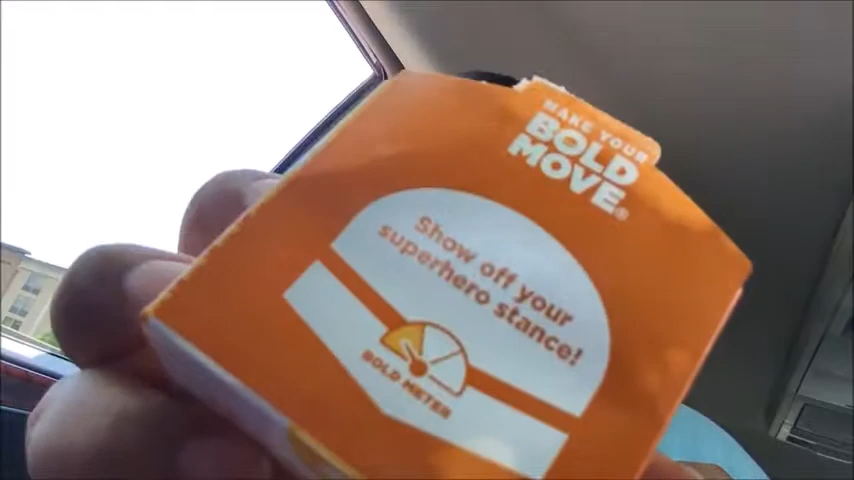 MAKE YOUR
BOLD
MOVE®
Show off your
superhero stance!
BOLD METER